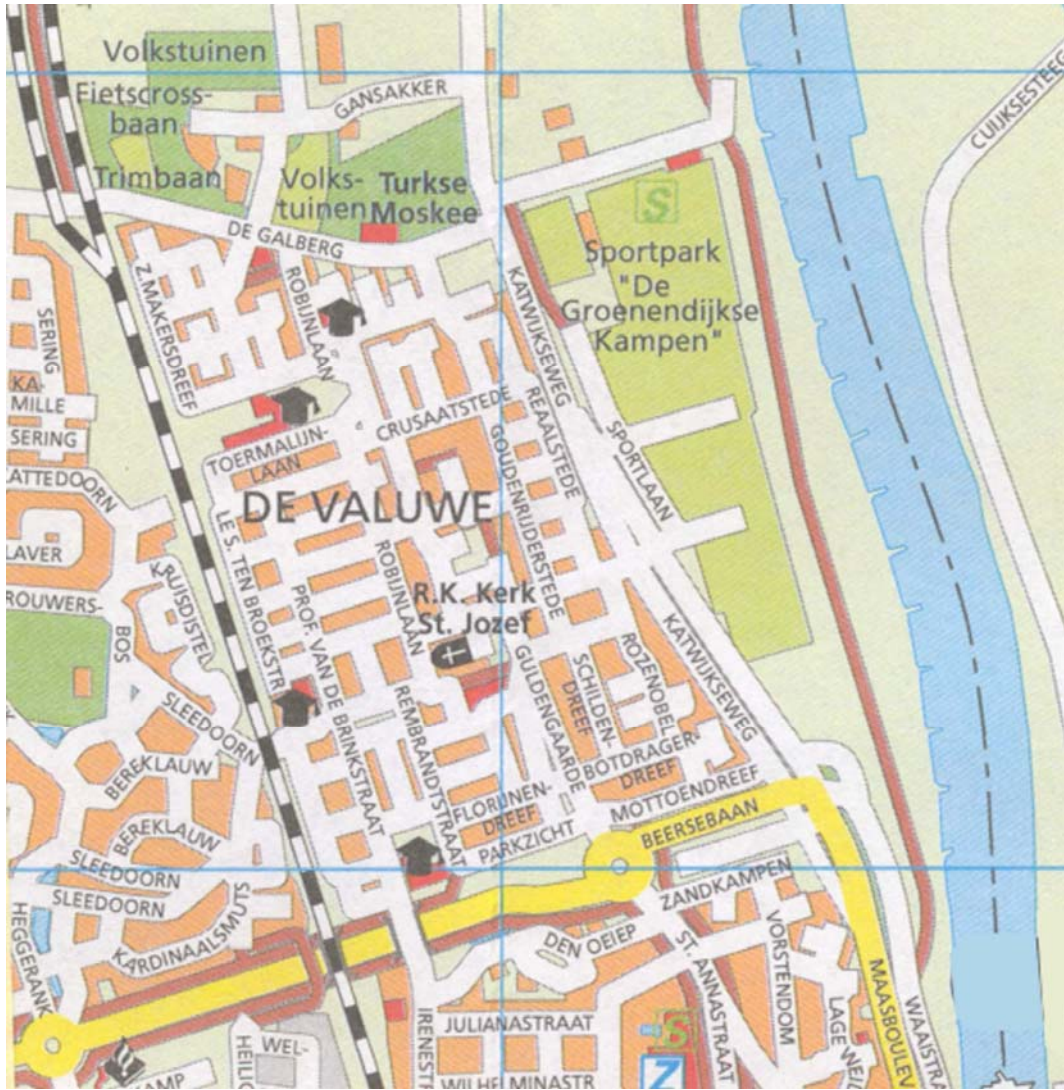 Volkstuinen
Fietscross-
baan
GANSAKKER
CUIJKSESTEEG
Trimbaan
Volks-
tuinen
Turkse
Moskee
S
DE GALBERG
Sportpark
"De
Groenendijkse
Kampen"
Z.MAKERSDREEF
ROBIJNLAAN
KATWIJKSEWEG
SERING
KA-
MILLE
SERING
CRUSAATSTEDE
REAALSTEDE
GOUDENRIJDERSTEDE
SPORTLAAN
TOERMALIJN-
LAAN
ATTEDOORN
DE VALUWE
LE S. TEN BROEKSTR
LAVER
KRUISDISTEL
ROBIJNLAAN
PROF. VAN DE BRINKSTRAAT
R.K. Kerk
St. Jozef
ROUWERS-
BOS
GULDENGAARDE
SCHILDEN-
DREEF
ROZENOBEL
KATWIJKSEWEG
SLEEDOORN
REMBRANDTSTRAAT
BEREKLAUW
BOTDRAGER-
DREEF
MOTTOENDREEF
FLORIJNEN-
DREEF
BEERSEBAAN
PARKZICHT
BEREKLAUW
SLEEDOORN
SLEEDOORN
ZANDKAMPEN
HEGGERANK
KARDINAALSMUTS
DEN OEIEP
ST. ANNASTRAAT
VORSTENDOM
MAASBOULEV
WAAISTR
LAGE WEI
IRENESTR
JULIANASTRAAT
S
WEL-
HEILIG
KAMP
WILHELMINASTR
Z